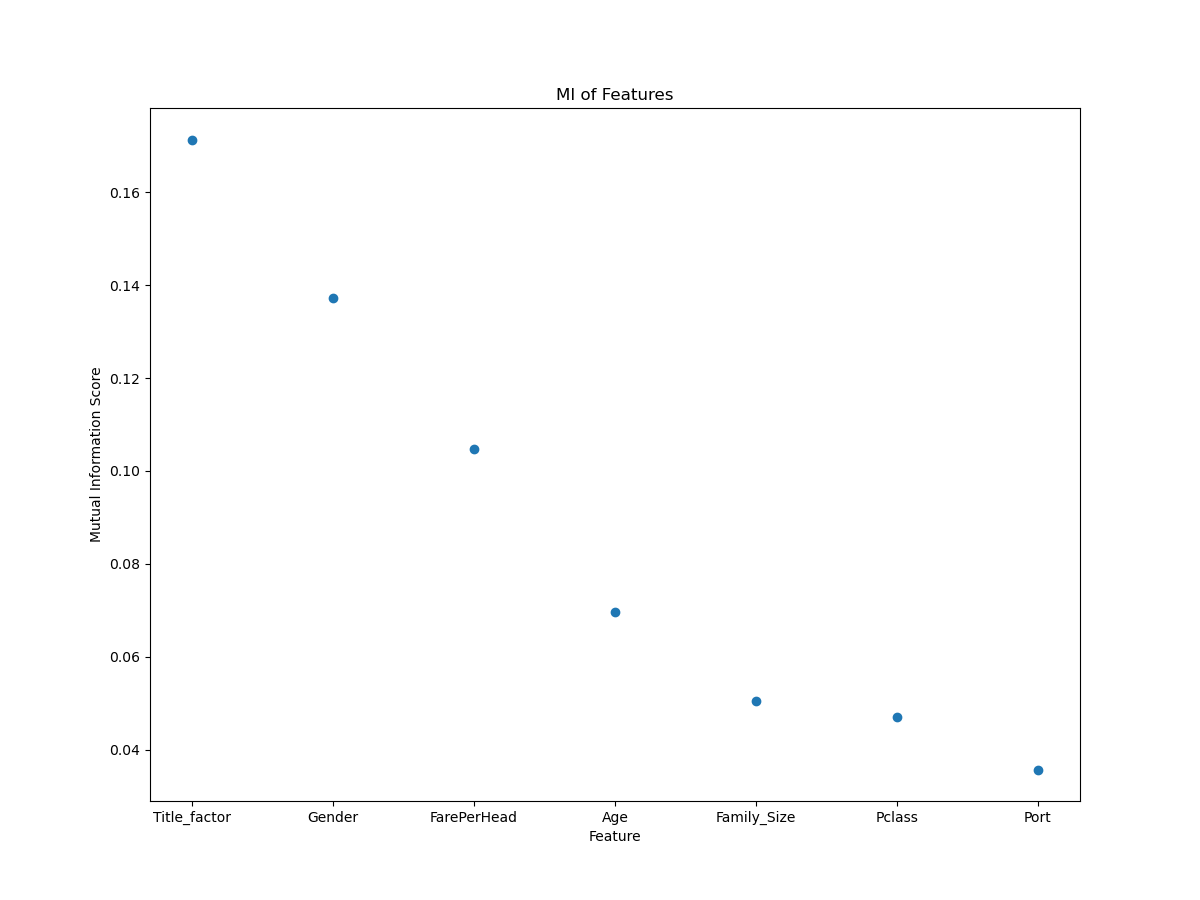 MI of Features
Mutual Information Score
0.16
0.14
0.12
0.10
0.08
0.06
0.04
Title_factor Gender FarePerHead Age Family_Size Pclass Port
Feature